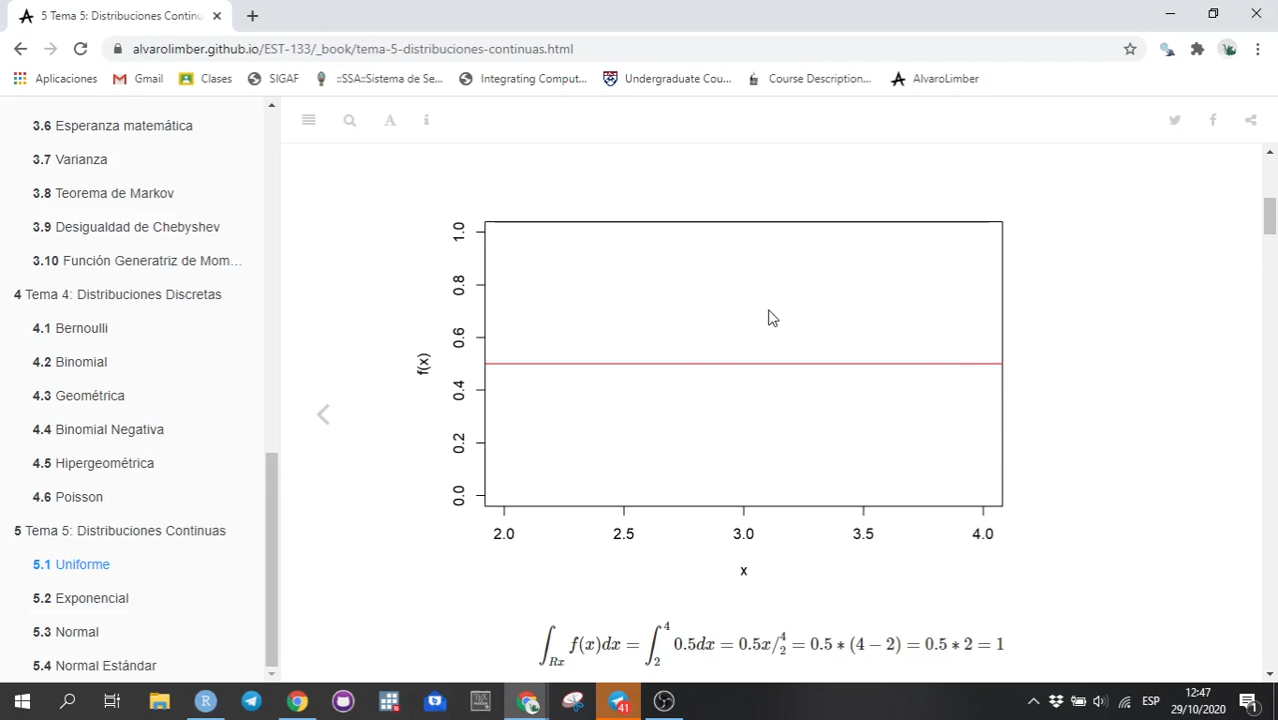 5 Tema 5: Distribuciones Continu
alvarolimber.github.io/EST-133/_book/tema-5-distribuciones-continuas.html
Aplicaciones
Gmail
Clases
SIGAF
::SSA::Sistema de Se...
Integrating Comput...
Undergraduate Cou...
Course Description...
AlvaroLimber
3.6 Esperanza matemática
3.7 Varianza
3.8 Teorema de Markov
3.9 Desigualdad de Chebyshev
3.10 Función Generatriz de Mom...
4 Tema 4: Distribuciones Discretas
4.1 Bernoulli
4.2 Binomial
4.3 Geométrica
4.4 Binomial Negativa
4.5 Hipergeométrica
4.6 Poisson
5 Tema 5: Distribuciones Continuas
5.1 Uniforme
5.2 Exponencial
5.3 Normal
5.4 Normal Estándar
A
i
f(x)
1.0
0.8
0.6
0.4
0.2
0.0
2.0 2.5 3.0 3.5 4.0
x
∫_{Rx} f(x)dx = ∫_2^4 0.5dx = 0.5x/_2^4 = 0.5 ∗ (4 − 2) = 0.5 ∗ 2 = 1
R
TEX
41
ESP
12:47
29/10/2020
1